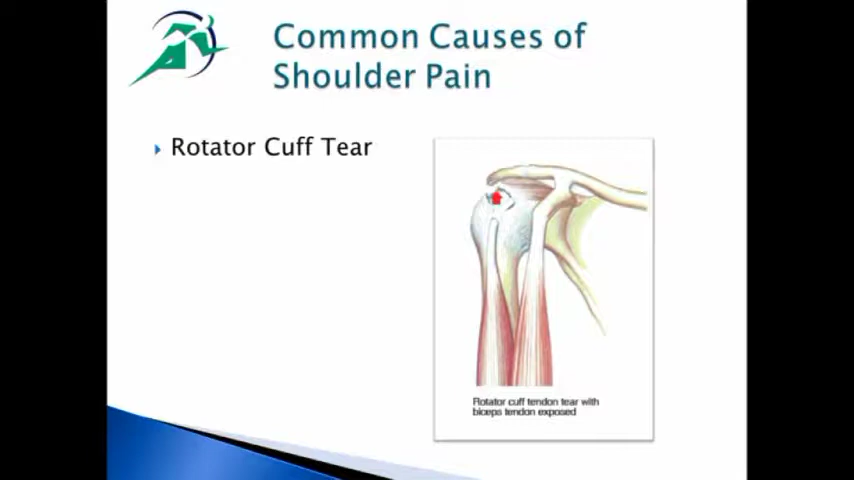 Common Causes of
Shoulder Pain
Rotator Cuff Tear
Rotator cuff tendon tear with
biceps tendon exposed